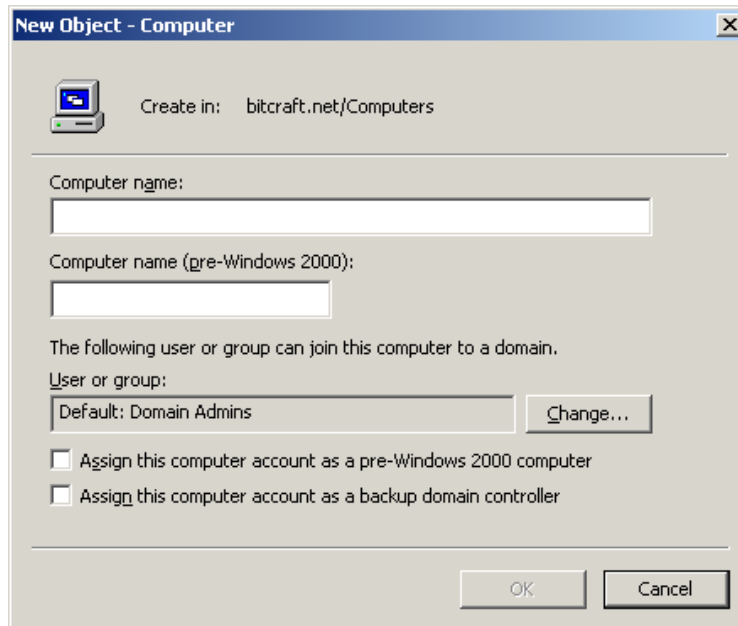 New Object - Computer
Create in: bitcraft.net/Computers
Computer name:
Computer name (pre-Windows 2000):
The following user or group can join this computer to a domain.
User or group:
Default: Domain Admins Change...
Assign this computer account as a pre-Windows 2000 computer
Assign this computer account as a backup domain controller
OK Cancel